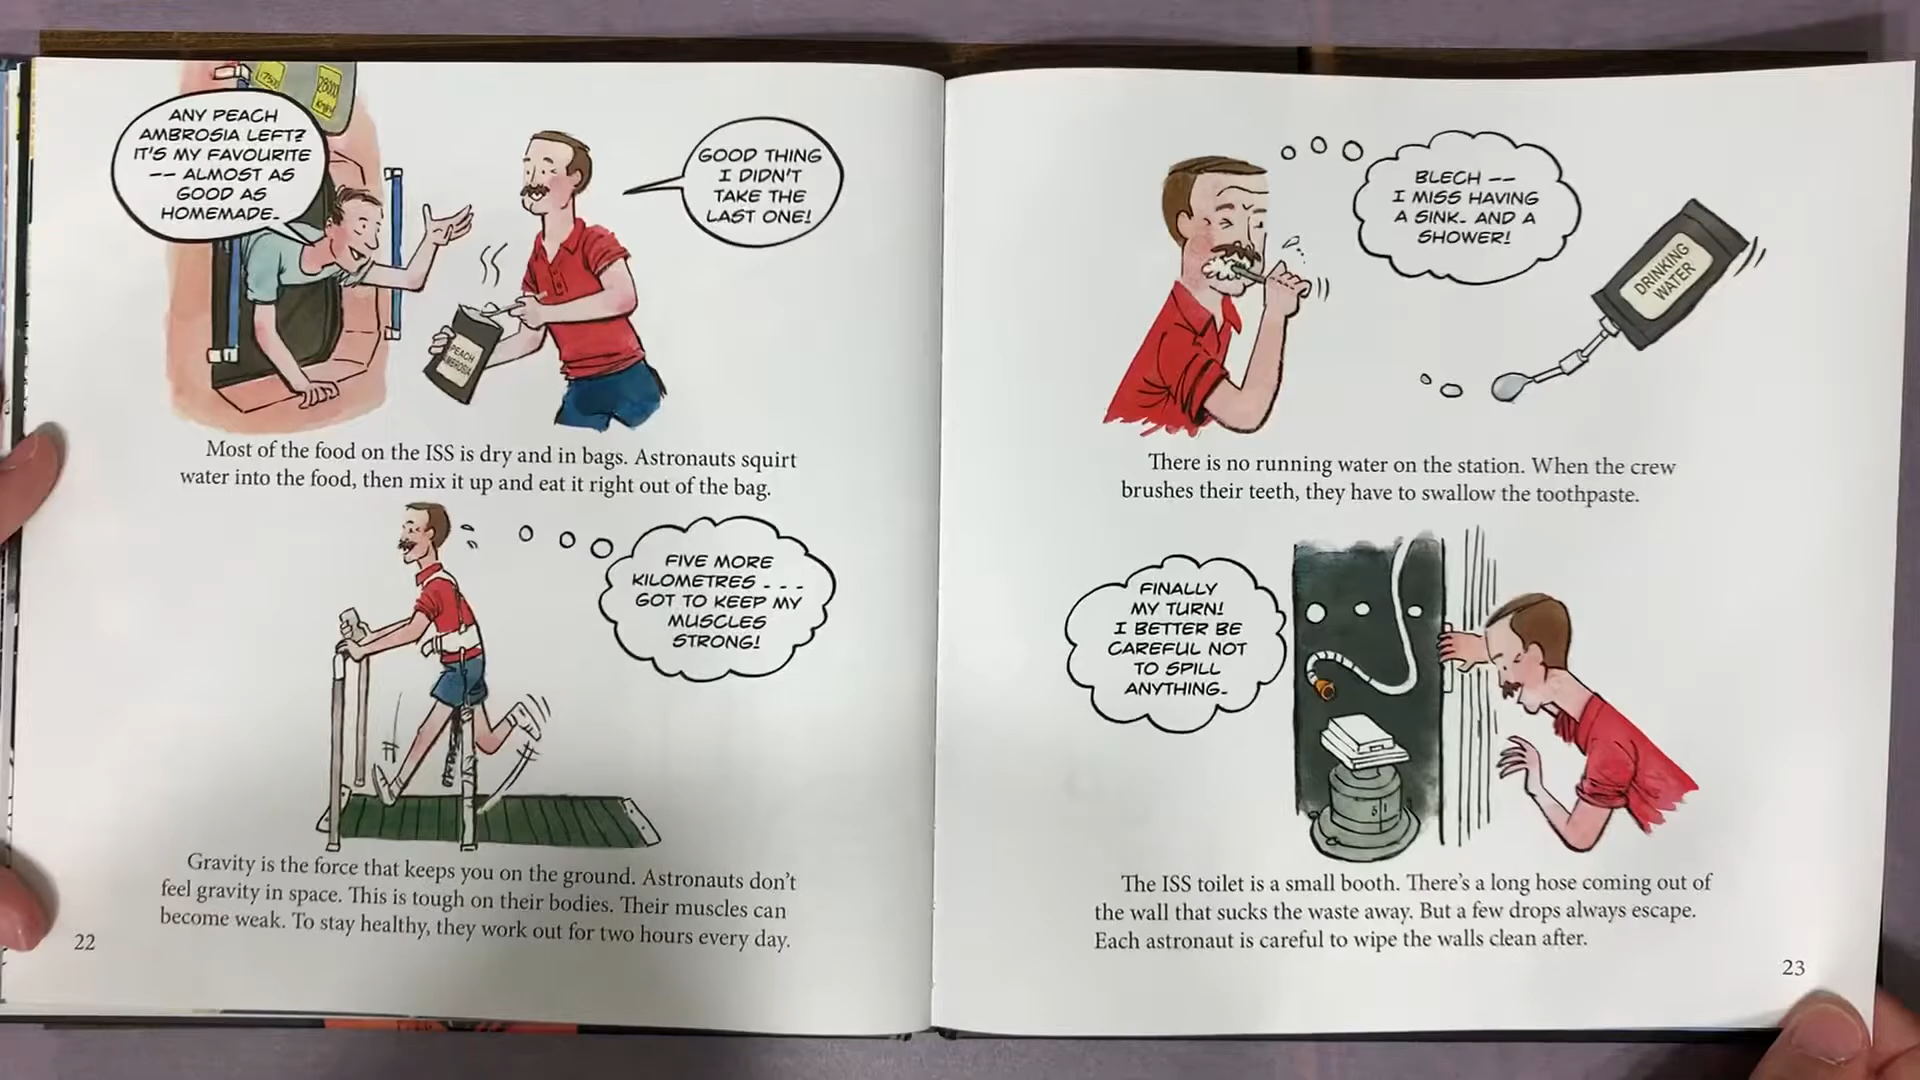 ANY PEACH
AMBROSIA LEFT?
IT'S MY FAVOURITE
-- ALMOST AS
GOOD AS
HOMEMADE.
GOOD THING
I DIDN'T
TAKE THE
LAST ONE!
PEACH
AMBROSIA
Most of the food on the ISS is dry and in bags. Astronauts squirt
water into the food, then mix it up and eat it right out of the bag.
FIVE MORE
KILOMETRES . . .
GOT TO KEEP MY
MUSCLES
STRONG!
Gravity is the force that keeps you on the ground. Astronauts don't
feel gravity in space. This is tough on their bodies. Their muscles can
become weak. To stay healthy, they work out for two hours every day.
22
BLECH --
I MISS HAVING
A SINK. AND A
SHOWER!
DRINKING
WATER
There is no running water on the station. When the crew
brushes their teeth, they have to swallow the toothpaste.
FINALLY
MY TURN!
I BETTER BE
CAREFUL NOT
TO SPILL
ANYTHING.
The ISS toilet is a small booth. There's a long hose coming out of
the wall that sucks the waste away. But a few drops always escape.
Each astronaut is careful to wipe the walls clean after.
23